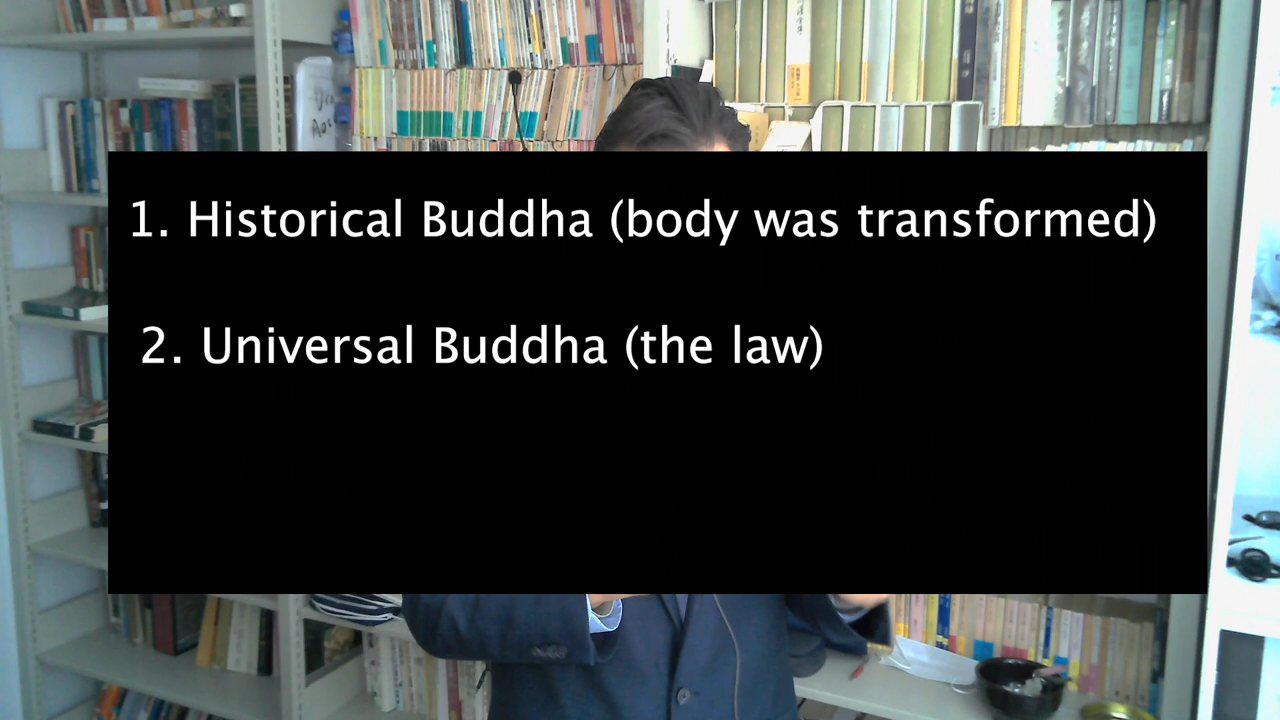 1. Historical Buddha (body was transformed)
2. Universal Buddha (the law)